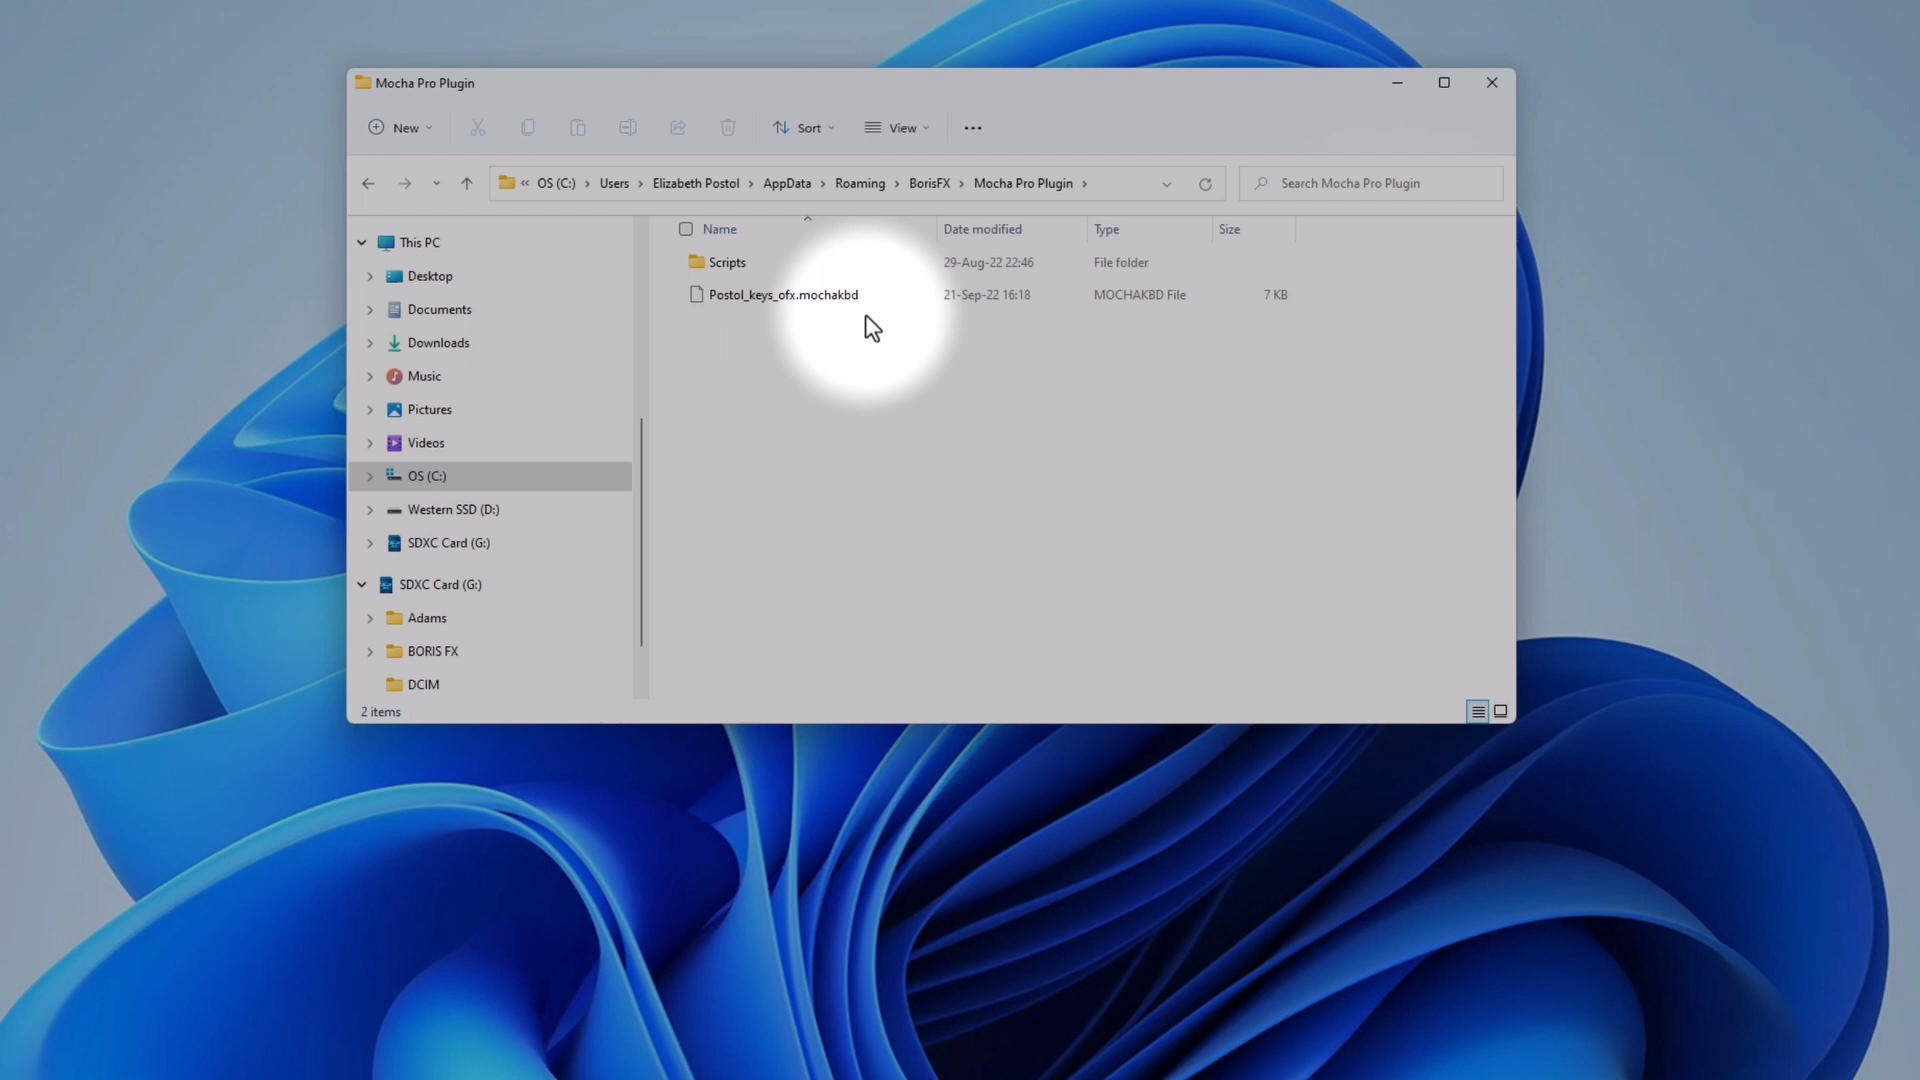 Mocha Pro Plugin
New
Sort
View
« OS (C:) › Users › Elizabeth Postol › AppData › Roaming › BorisFX › Mocha Pro Plugin ›
Search Mocha Pro Plugin
Name Date modified Type Size
Scripts 29-Aug-22 22:46 File folder
Postol_keys_ofx.mochakbd 21-Sep-22 16:18 MOCHAKBD File 7 KB
This PC
Desktop
Documents
Downloads
Music
Pictures
Videos
OS (C:)
Western SSD (D:)
SDXC Card (G:)
SDXC Card (G:)
Adams
BORIS FX
DCIM
2 items